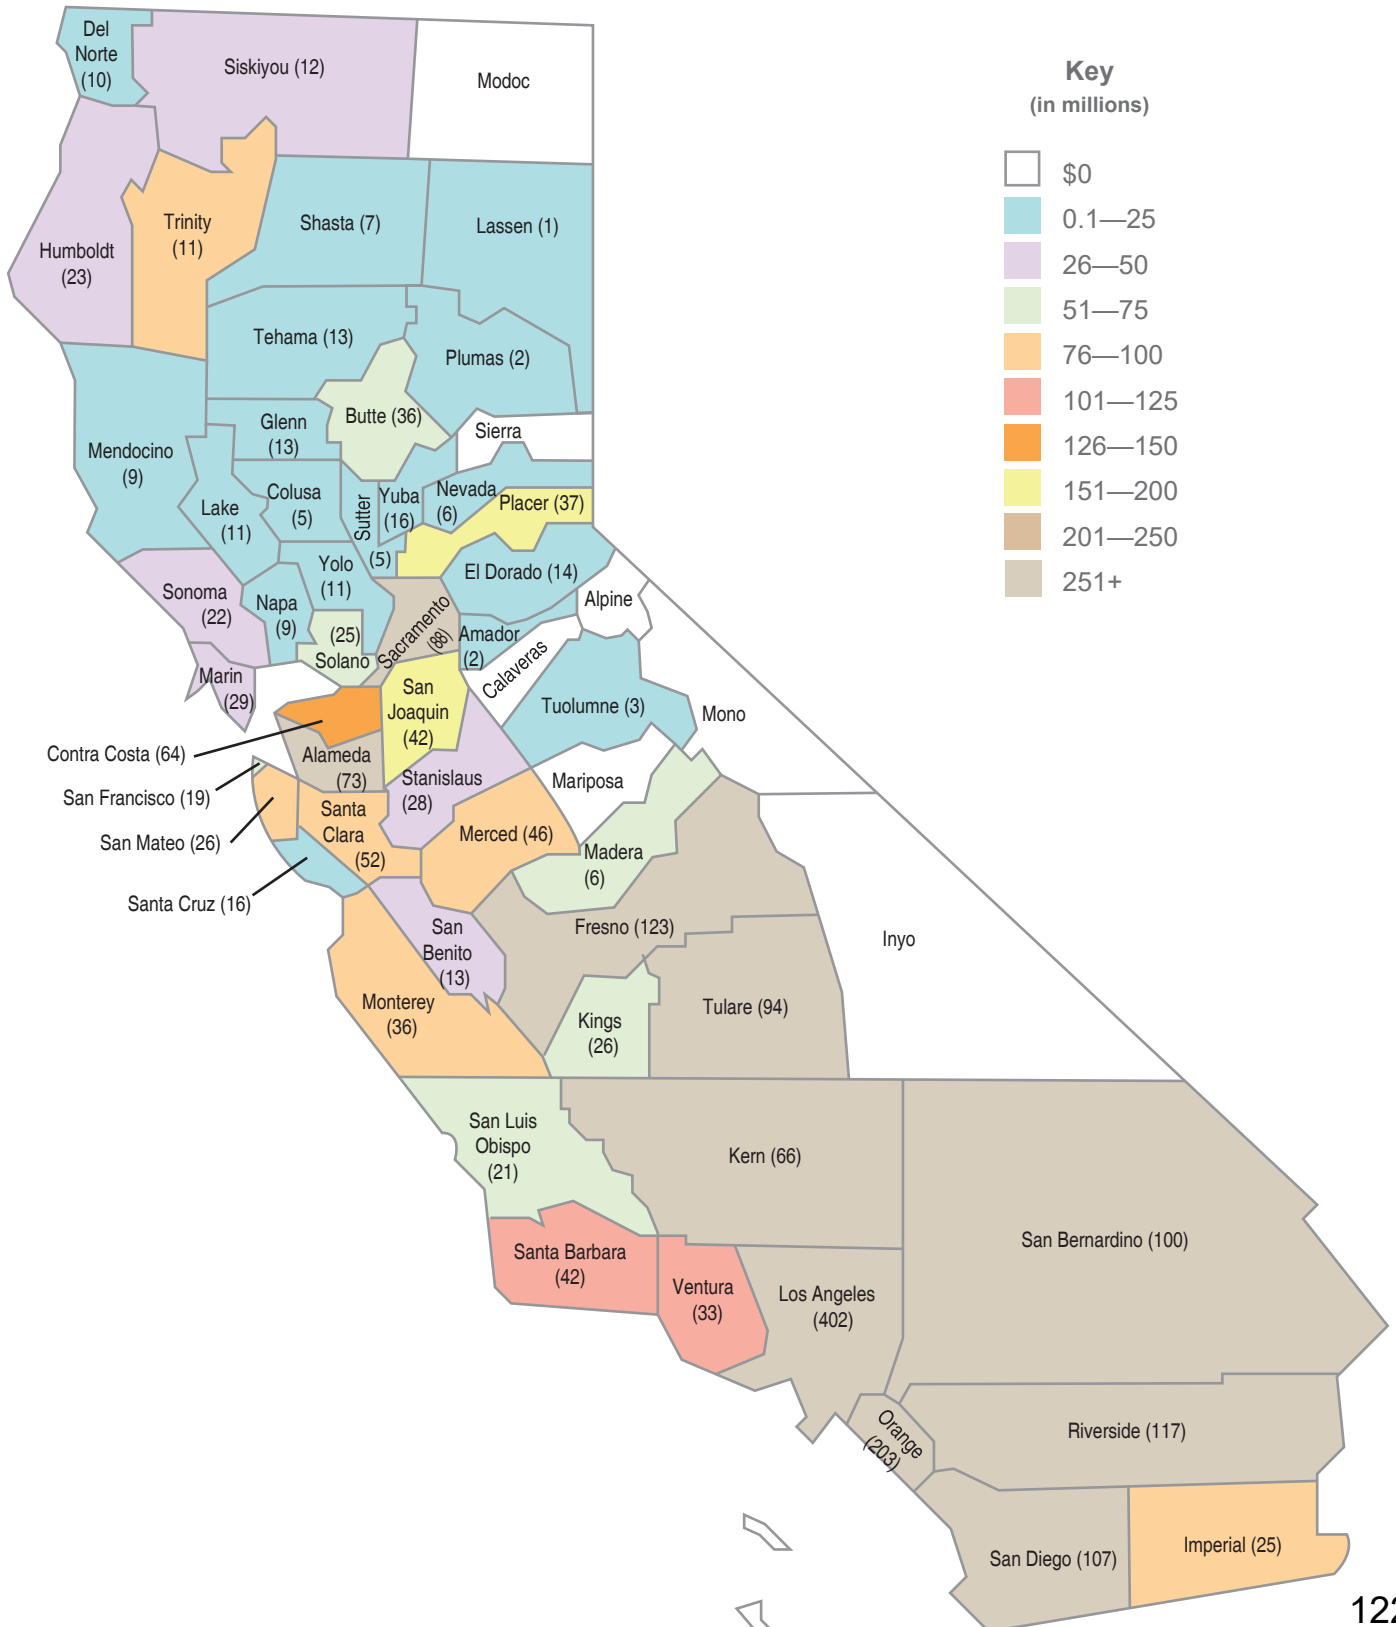 Key
(in millions)
$0
0.1—25
26—50
51—75
76—100
101—125
126—150
151—200
201—250
251+
Del
Norte
(10)
Siskiyou (12)
Modoc
Humboldt
(23)
Trinity
(11)
Shasta (7)
Lassen (1)
Tehama (13)
Plumas (2)
Mendocino
(9)
Glenn
(13)
Butte (36)
Sierra
Lake
(11)
Colusa
(5)
Sutter
(5)
Yuba
(16)
Nevada
(6)
Placer (37)
Sonoma
(22)
Napa
(9)
Yolo
(11)
El Dorado (14)
Alpine
(25)
Solano
Sacramento
(88)
Amador
(2)
Calaveras
Marin
(29)
San
Joaquin
(42)
Tuolumne (3)
Mono
Contra Costa (64)
Alameda
(73)
Stanislaus
(28)
Mariposa
San Francisco (19)
San Mateo (26)
Santa
Clara
(52)
Merced (46)
Madera
(6)
Santa Cruz (16)
San
Benito
(13)
Fresno (123)
Inyo
Monterey
(36)
Kings
(26)
Tulare (94)
San Luis
Obispo
(21)
Kern (66)
San Bernardino (100)
Santa Barbara
(42)
Ventura
(33)
Los Angeles
(402)
Orange
(203)
Riverside (117)
San Diego (107)
Imperial (25)
122